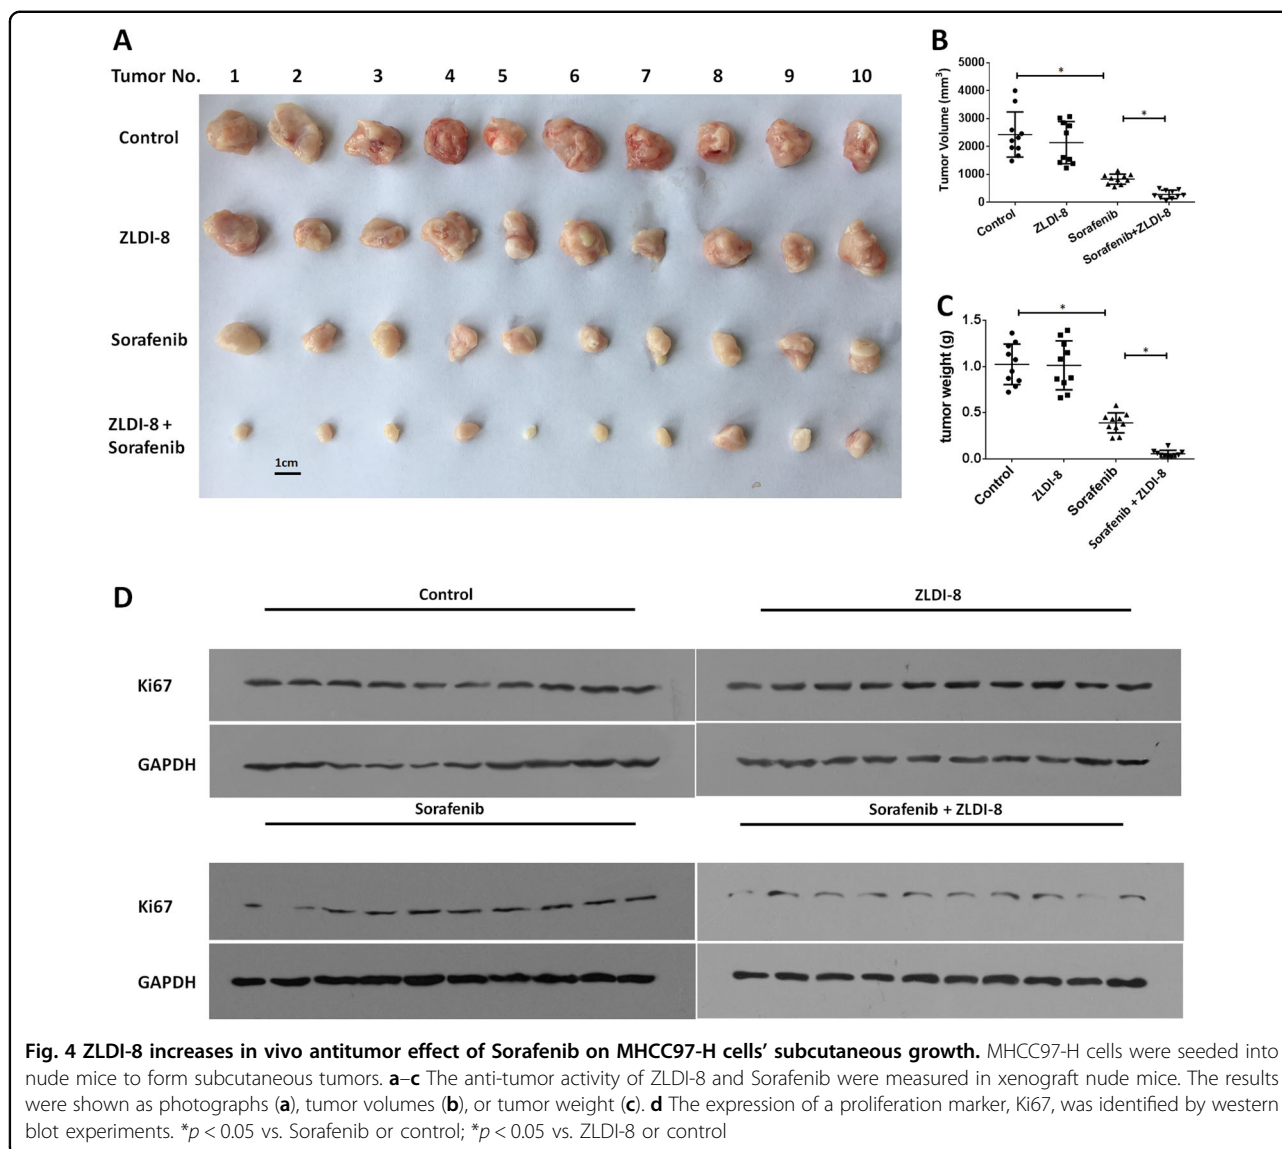 A
Tumor No. 1 2 3 4 5 6 7 8 9 10
Control
ZLDI-8
Sorafenib
ZLDI-8 +
Sorafenib
1cm
B
Tumor Volume (mm³)
5000
4000
3000
2000
1000
0
*
*
Control
ZLDI-8
Sorafenib
Sorafenib+ZLDI-8
C
tumor weight (g)
1.5
1.0
0.5
0.0
*
*
Control
ZLDI-8
Sorafenib
Sorafenib + ZLDI-8
D
Control
ZLDI-8
Ki67
GAPDH
Sorafenib
Sorafenib + ZLDI-8
Ki67
GAPDH
Fig. 4 ZLDI-8 increases in vivo antitumor effect of Sorafenib on MHCC97-H cells' subcutaneous growth. MHCC97-H cells were seeded into
nude mice to form subcutaneous tumors. a–c The anti-tumor activity of ZLDI-8 and Sorafenib were measured in xenograft nude mice. The results
were shown as photographs (a), tumor volumes (b), or tumor weight (c). d The expression of a proliferation marker, Ki67, was identified by western
blot experiments. *p < 0.05 vs. Sorafenib or control; *p < 0.05 vs. ZLDI-8 or control